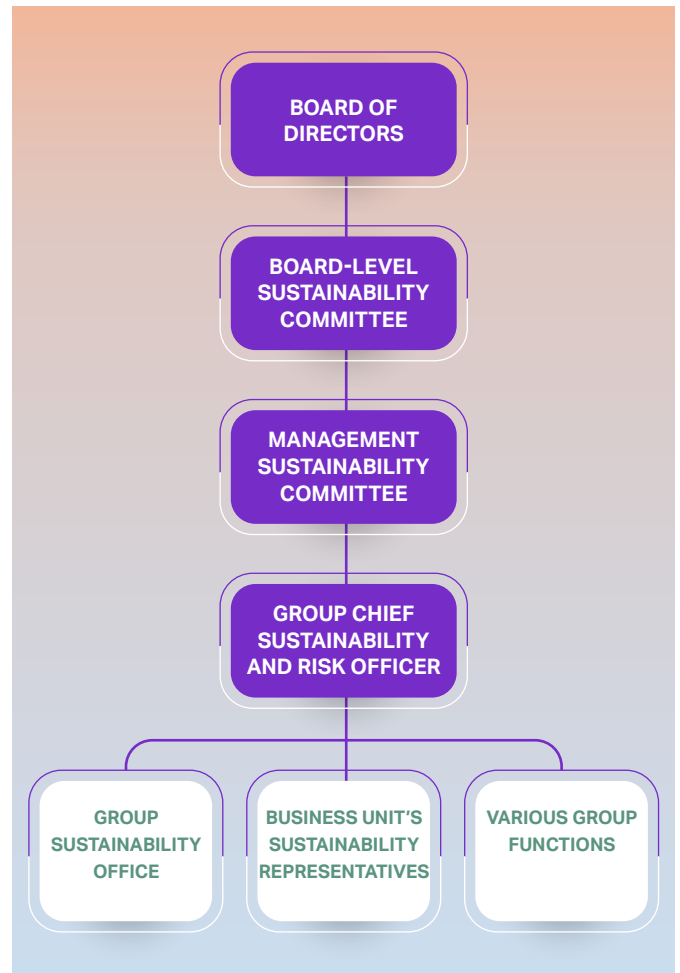 BOARD OF
DIRECTORS
BOARD-LEVEL
SUSTAINABILITY
COMMITTEE
MANAGEMENT
SUSTAINABILITY
COMMITTEE
GROUP CHIEF
SUSTAINABILITY
AND RISK OFFICER
GROUP
SUSTAINABILITY
OFFICE
BUSINESS UNIT’S
SUSTAINABILITY
REPRESENTATIVES
VARIOUS GROUP
FUNCTIONS